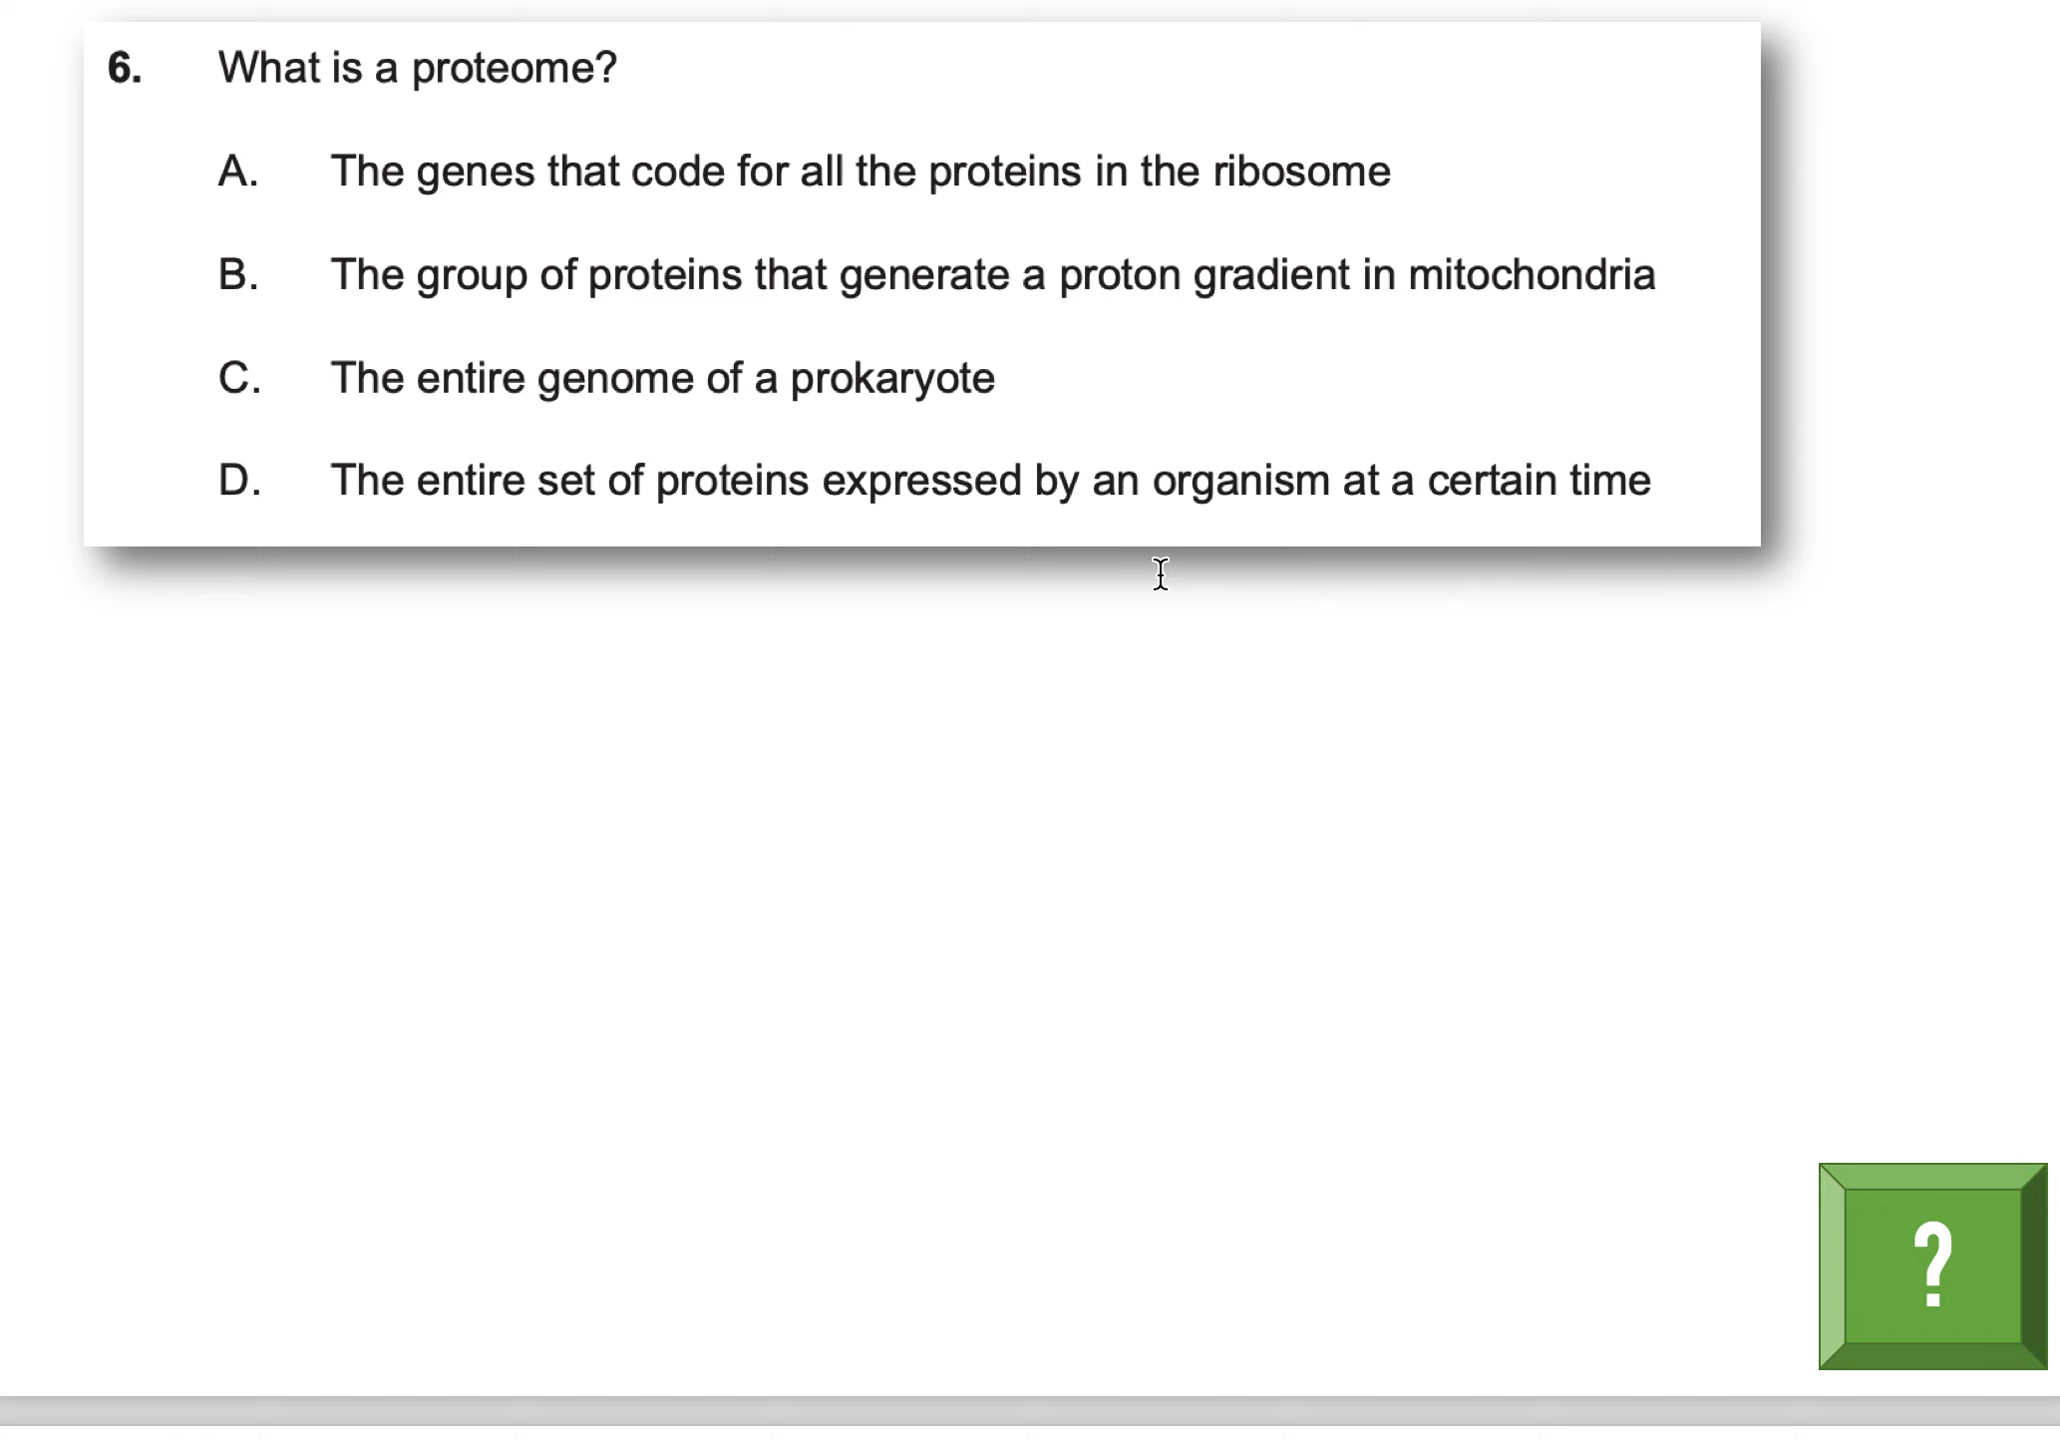 6. What is a proteome?
A. The genes that code for all the proteins in the ribosome
B. The group of proteins that generate a proton gradient in mitochondria
C. The entire genome of a prokaryote
D. The entire set of proteins expressed by an organism at a certain time
?